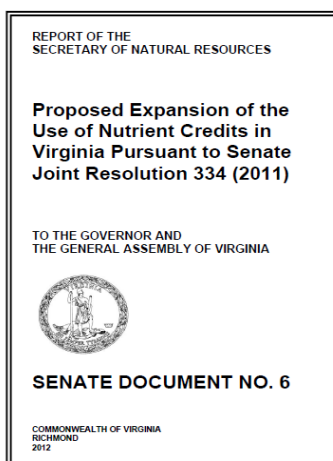 REPORT OF THE
SECRETARY OF NATURAL RESOURCES
Proposed Expansion of the
Use of Nutrient Credits in
Virginia Pursuant to Senate
Joint Resolution 334 (2011)
TO THE GOVERNOR AND
THE GENERAL ASSEMBLY OF VIRGINIA
VIRGINIA
SENATE DOCUMENT NO. 6
COMMONWEALTH OF VIRGINIA
RICHMOND
2012